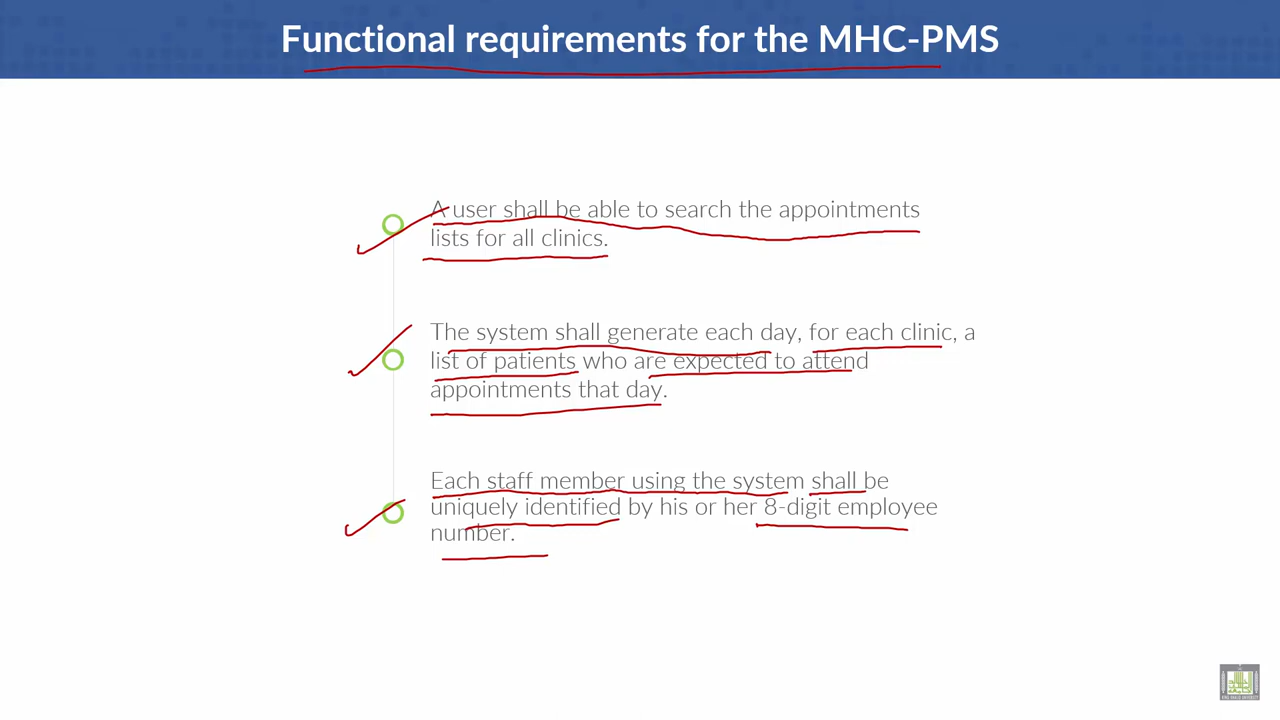 Functional requirements for the MHC-PMS
A user shall be able to search the appointments
lists for all clinics.
The system shall generate each day, for each clinic, a
list of patients who are expected to attend
appointments that day.
Each staff member using the system shall be
uniquely identified by his or her 8-digit employee
number.